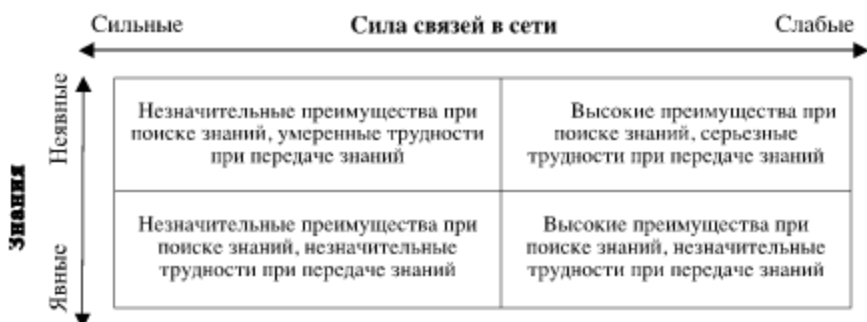 Сильные Сила связей в сети Слабые
Знания
Неявные
Незначительные преимущества при
поиске знаний, умеренные трудности
при передаче знаний
Высокие преимущества при
поиске знаний, серьезные
трудности при передаче знаний
Явные
Незначительные преимущества при
поиске знаний, незначительные
трудности при передаче знаний
Высокие преимущества при
поиске знаний, незначительные
трудности при передаче знаний